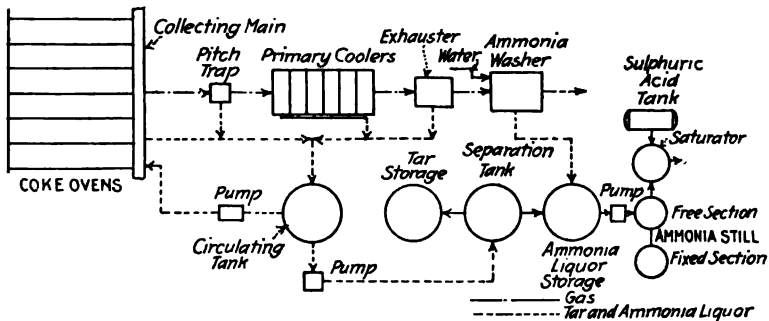 Collecting Main
Pitch
Trap
Primary Coolers
Exhauster
Water
Ammonia
Washer
Sulphuric
Acid
Tank
Saturator
COKE OVENS
Pump
Circulating
Tank
Pump
Tar
Storage
Separation
Tank
Ammonia
Liquor
Storage
Pump
Free Section
AMMONIA STILL
Fixed Section
Gas
Tar and Ammonia Liquor